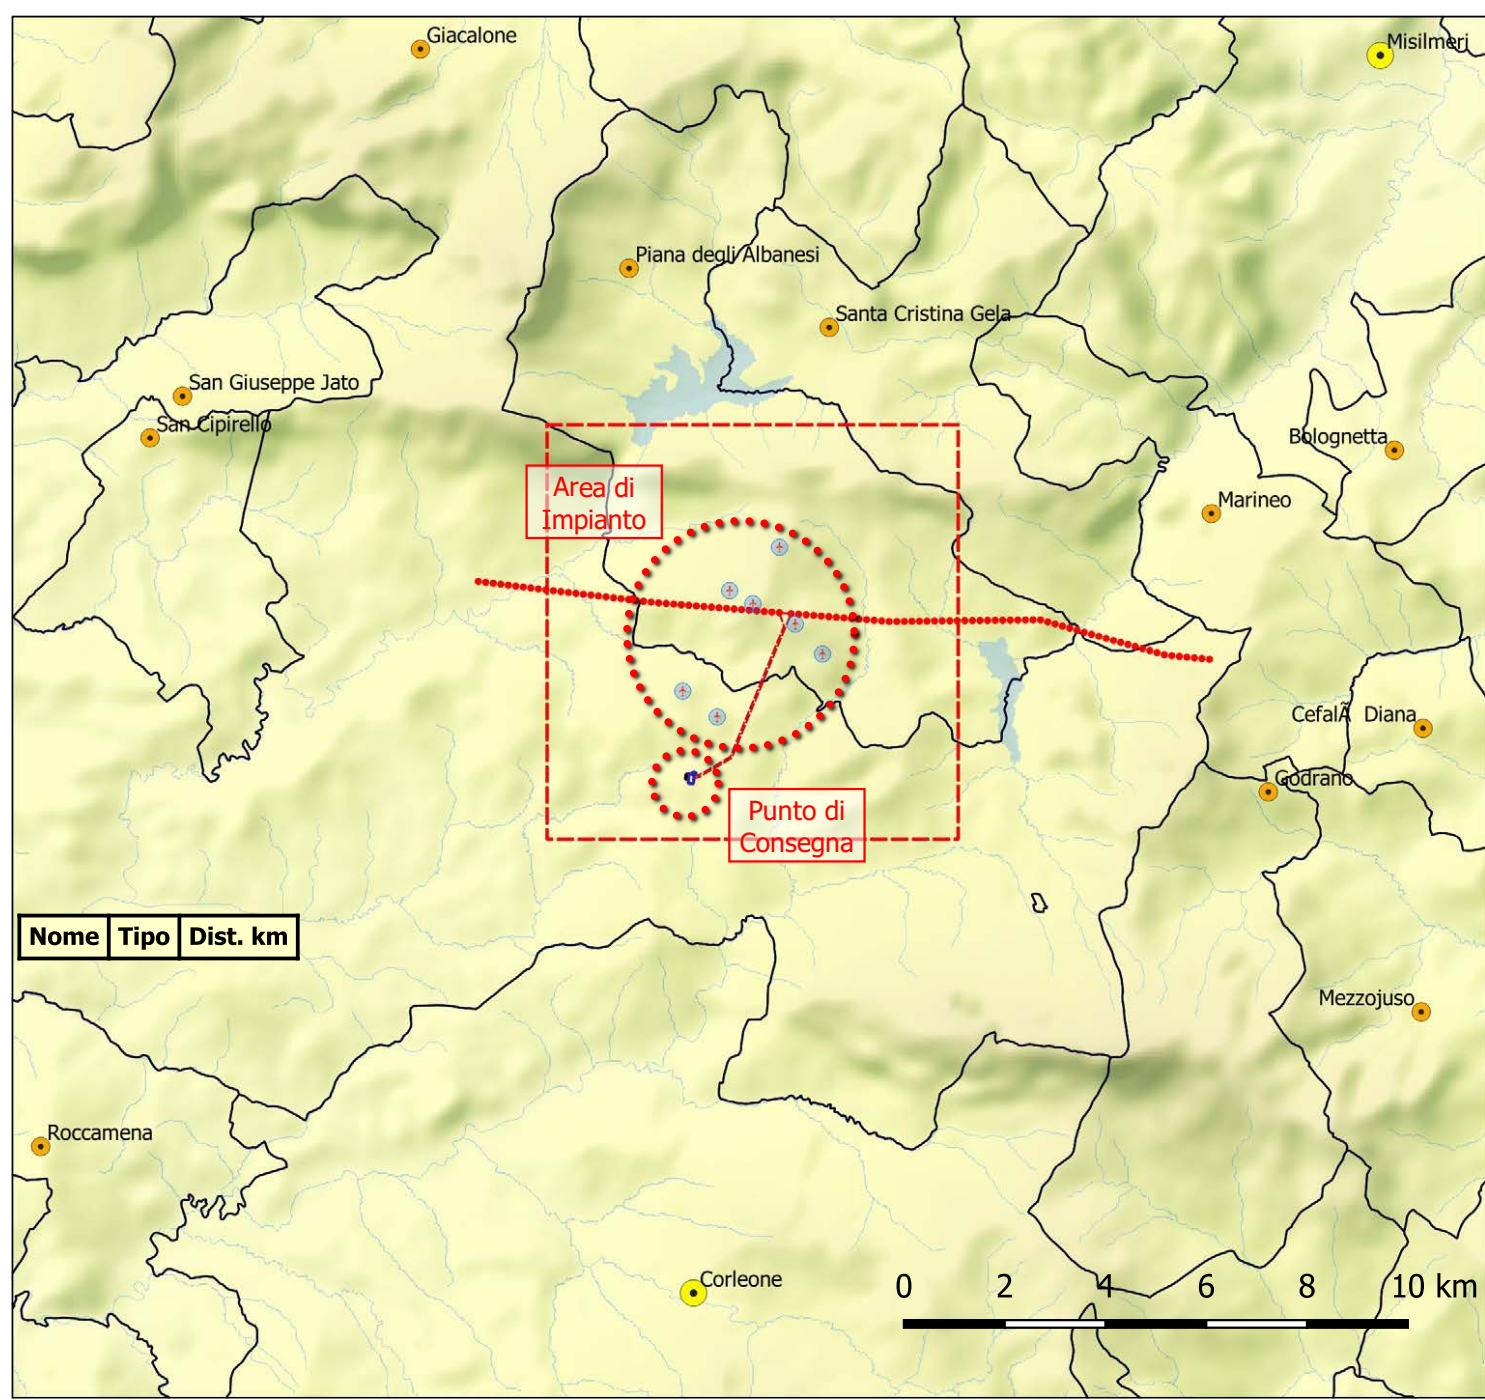 Giacalone
Misilmeri
Piana degli Albanesi
Santa Cristina Gela
San Giuseppe Jato
San Cipirello
Bolognetta
Area di
Impianto
Marineo
CefalÃ Diana
Godrano
Punto di
Consegna
Nome Tipo Dist. km
Mezzojuso
Roccamena
Corleone
0 2 4 6 8 10 km